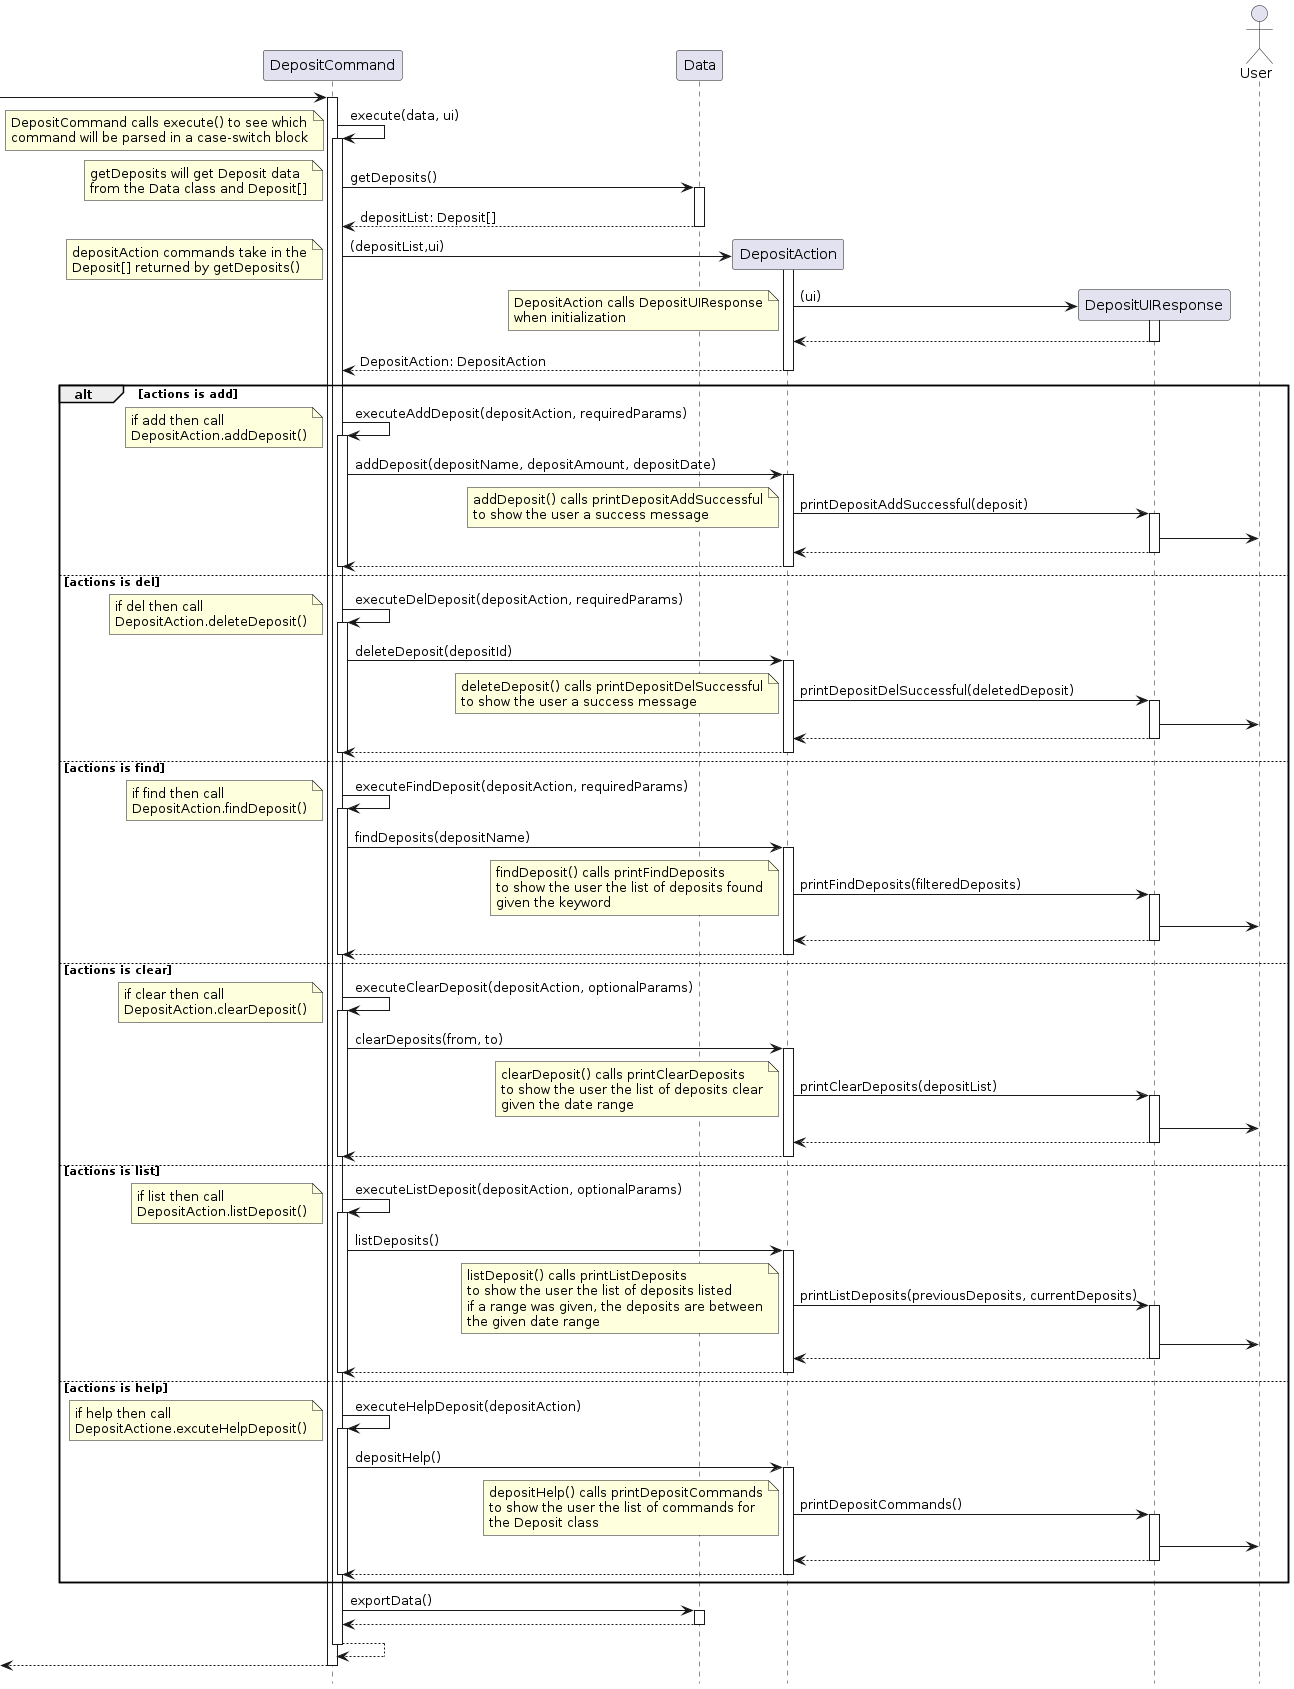 User
DepositCommand
Data
execute(data, ui)
DepositCommand calls execute() to see which
command will be parsed in a case-switch block
getDeposits will get Deposit data
from the Data class and Deposit[]
getDeposits()
depositList: Deposit[]
depositAction commands take in the
Deposit[] returned by getDeposits()
(depositList,ui)
DepositAction
DepositAction calls DepositUIResponse
when initialization
(ui)
DepositUIResponse
DepositAction: DepositAction
alt
[actions is add]
if add then call
DepositAction.addDeposit()
executeAddDeposit(depositAction, requiredParams)
addDeposit(depositName, depositAmount, depositDate)
addDeposit() calls printDepositAddSuccessful
to show the user a success message
printDepositAddSuccessful(deposit)
[actions is del]
if del then call
DepositAction.deleteDeposit()
executeDelDeposit(depositAction, requiredParams)
deleteDeposit(depositId)
deleteDeposit() calls printDepositDelSuccessful
to show the user a success message
printDepositDelSuccessful(deletedDeposit)
[actions is find]
if find then call
DepositAction.findDeposit()
executeFindDeposit(depositAction, requiredParams)
findDeposits(depositName)
findDeposit() calls printFindDeposits
to show the user the list of deposits found
given the keyword
printFindDeposits(filteredDeposits)
[actions is clear]
if clear then call
DepositAction.clearDeposit()
executeClearDeposit(depositAction, optionalParams)
clearDeposits(from, to)
clearDeposit() calls printClearDeposits
to show the user the list of deposits clear
given the date range
printClearDeposits(depositList)
[actions is list]
if list then call
DepositAction.listDeposit()
executeListDeposit(depositAction, optionalParams)
listDeposits()
listDeposit() calls printListDeposits
to show the user the list of deposits listed
if a range was given, the deposits are between
the given date range
printListDeposits(previousDeposits, currentDeposits)
[actions is help]
if help then call
DepositActione.excuteHelpDeposit()
executeHelpDeposit(depositAction)
depositHelp()
depositHelp() calls printDepositCommands
to show the user the list of commands for
the Deposit class
printDepositCommands()
exportData()